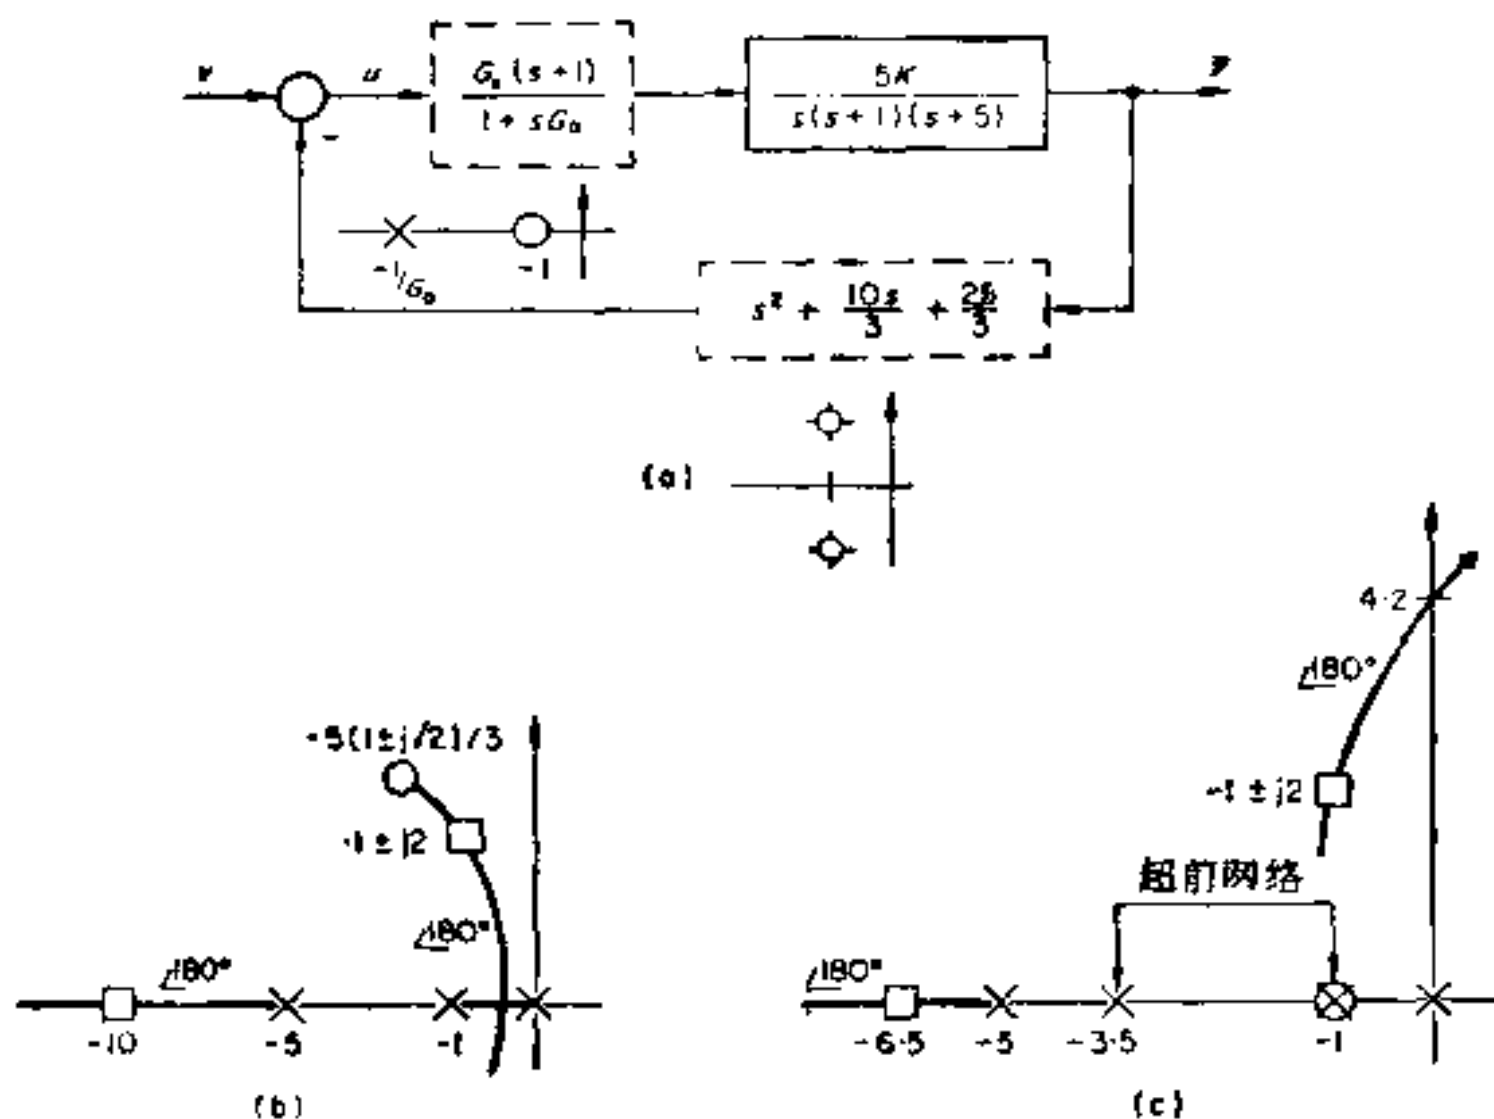 u
G₀(s+1)
1+sG₀
5K
s(s+1)(s+5)
y
-
-1/G₀
-1
s² + 10s/3 + 25/3
(a)
4·2
∠180°
-5(1±j√2)/3
-1±j2
-1±j2
超前网络
∠180°
∠180°
∠180°
-10
-5
-1
-6·5
-5
-3·5
-1
(b)
(c)